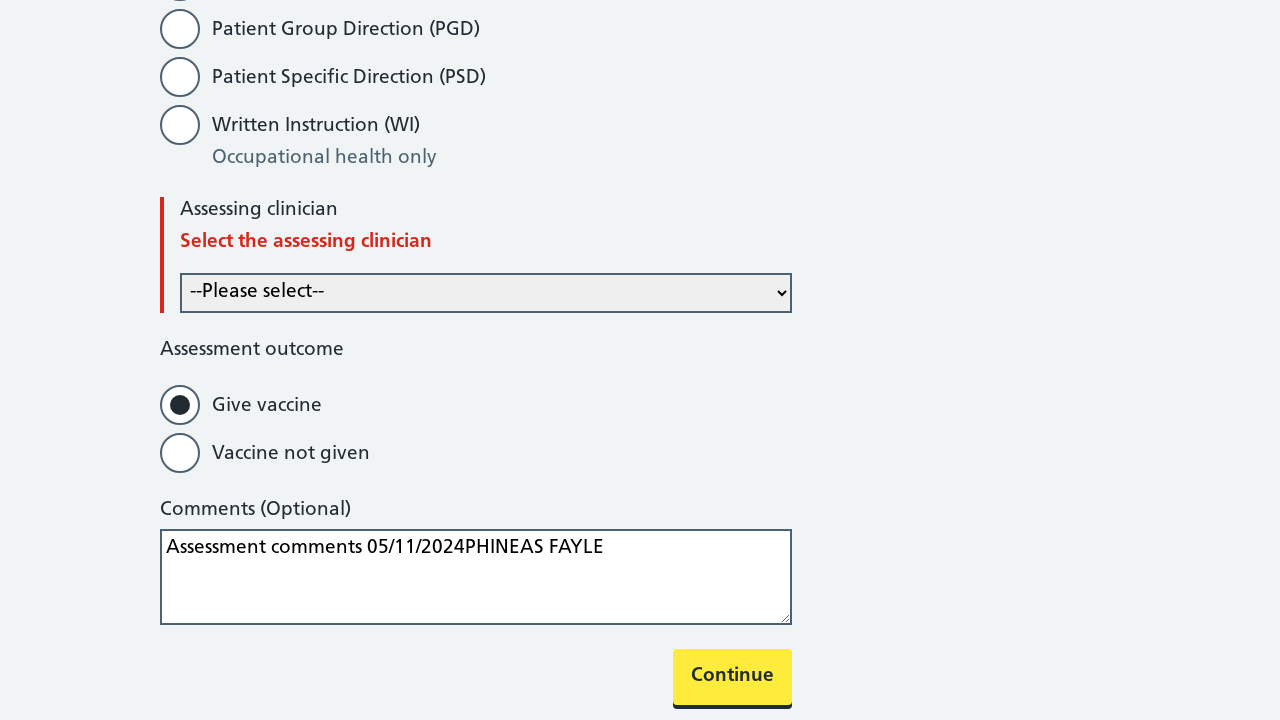 Patient Group Direction (PGD)
Patient Specific Direction (PSD)
Written Instruction (WI)
Occupational health only
Assessing clinician
Select the assessing clinician
--Please select--
Assessment outcome
Give vaccine
Vaccine not given
Comments (Optional)
Assessment comments 05/11/2024PHINEAS FAYLE
Continue